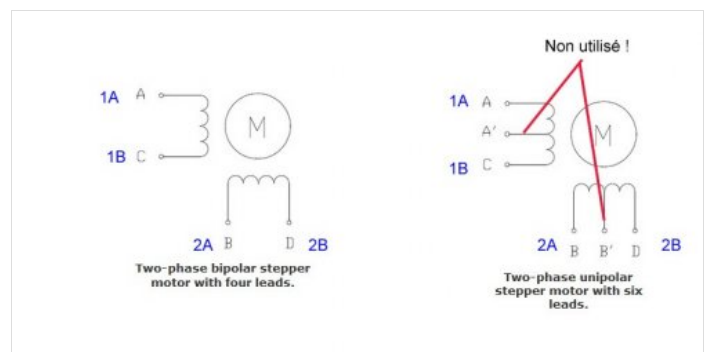 1A A
M
1B C
2A B D 2B
Two-phase bipolar stepper
motor with four leads.
Non utilisé !
1A A
A'
M
1B C
2A B B' D 2B
Two-phase unipolar
stepper motor with six
leads.